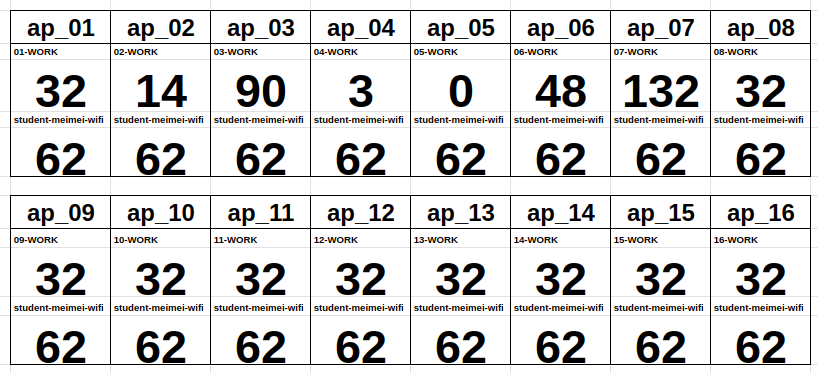 ap_01 ap_02 ap_03 ap_04 ap_05 ap_06 ap_07 ap_08
01-WORK 02-WORK 03-WORK 04-WORK 05-WORK 06-WORK 07-WORK 08-WORK
32 14 90 3 0 48 132 32
student-meimei-wifi student-meimei-wifi student-meimei-wifi student-meimei-wifi student-meimei-wifi student-meimei-wifi student-meimei-wifi student-meimei-wifi
62 62 62 62 62 62 62 62
ap_09 ap_10 ap_11 ap_12 ap_13 ap_14 ap_15 ap_16
09-WORK 10-WORK 11-WORK 12-WORK 13-WORK 14-WORK 15-WORK 16-WORK
32 32 32 32 32 32 32 32
student-meimei-wifi student-meimei-wifi student-meimei-wifi student-meimei-wifi student-meimei-wifi student-meimei-wifi student-meimei-wifi student-meimei-wifi
62 62 62 62 62 62 62 62